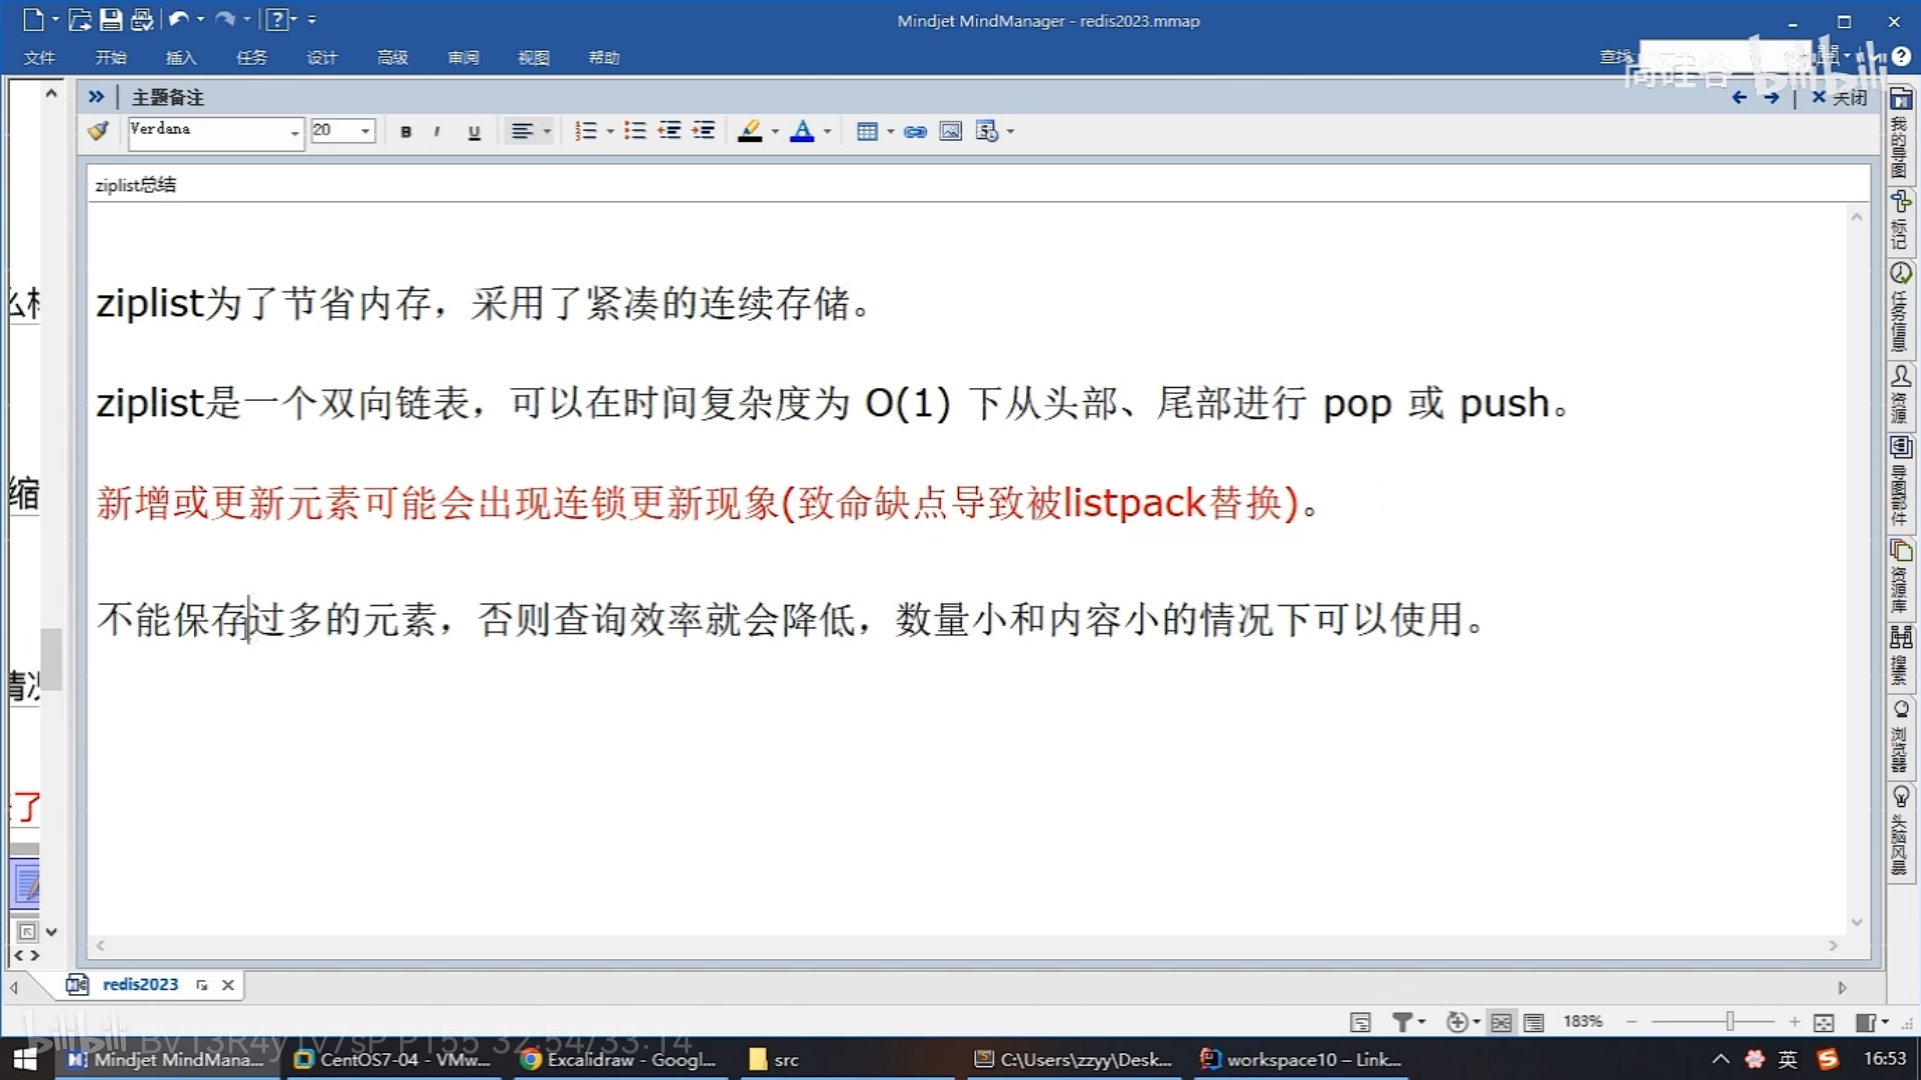 Mindjet MindManager - redis2023.mmap
文件 开始 插入 任务 设计 高级 审阅 视图 帮助 查找
尚硅谷 bilibili
主题备注
关闭
Verdana 20 B I U
ziplist总结
ziplist为了节省内存，采用了紧凑的连续存储。
ziplist是一个双向链表，可以在时间复杂度为 O(1) 下从头部、尾部进行 pop 或 push。
新增或更新元素可能会出现连锁更新现象(致命缺点导致被listpack替换)。
不能保存过多的元素，否则查询效率就会降低，数量小和内容小的情况下可以使用。
缩
情况
了
我的导图
标记
任务信息
资源
导图部件
资源库
搜索
浏览器
头脑风暴
redis2023
183%
bilibili BV13R4y1v7sP P155 32:54/33:14
Mindjet MindMana...
CentOS7-04 - VMw...
Excalidraw - Googl...
src
C:\Users\zzyy\Desk...
workspace10 – Link...
英
16:53